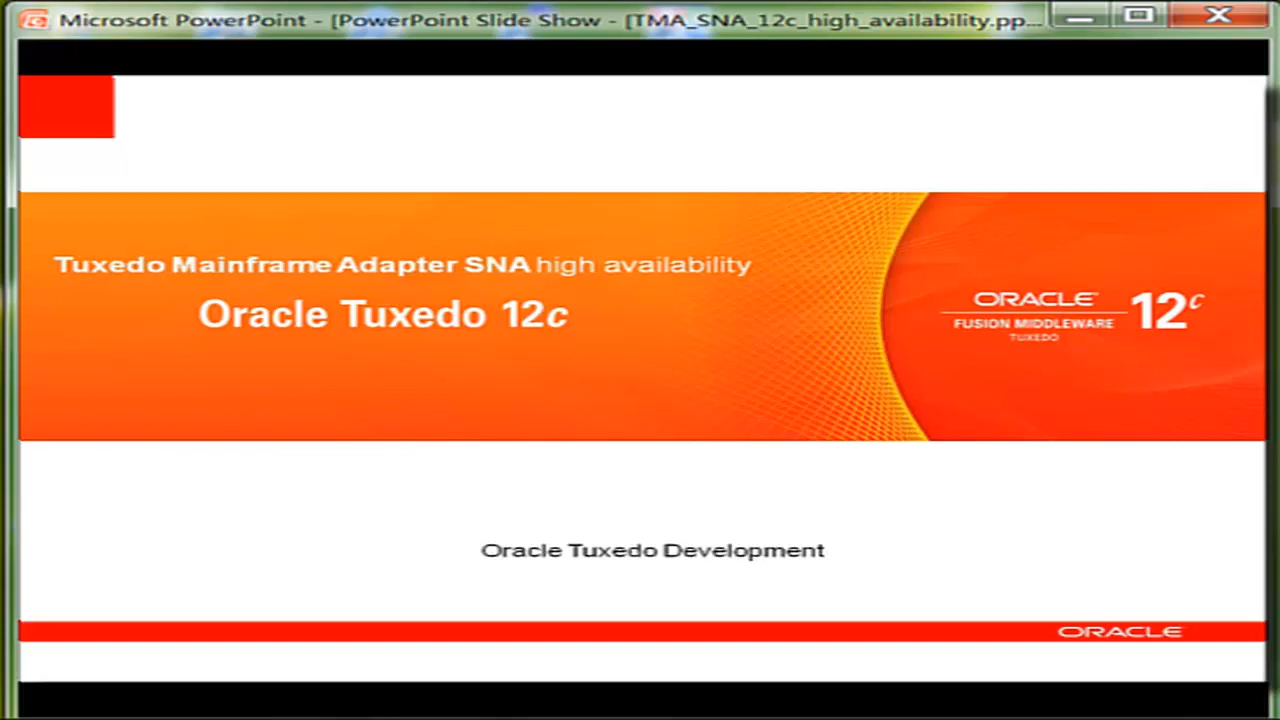 Microsoft PowerPoint - [PowerPoint Slide Show - [TMA_SNA_12c_high_availability.pp...
Tuxedo Mainframe Adapter SNA high availability
Oracle Tuxedo 12c
ORACLE
FUSION MIDDLEWARE
TUXEDO
12c
Oracle Tuxedo Development
ORACLE